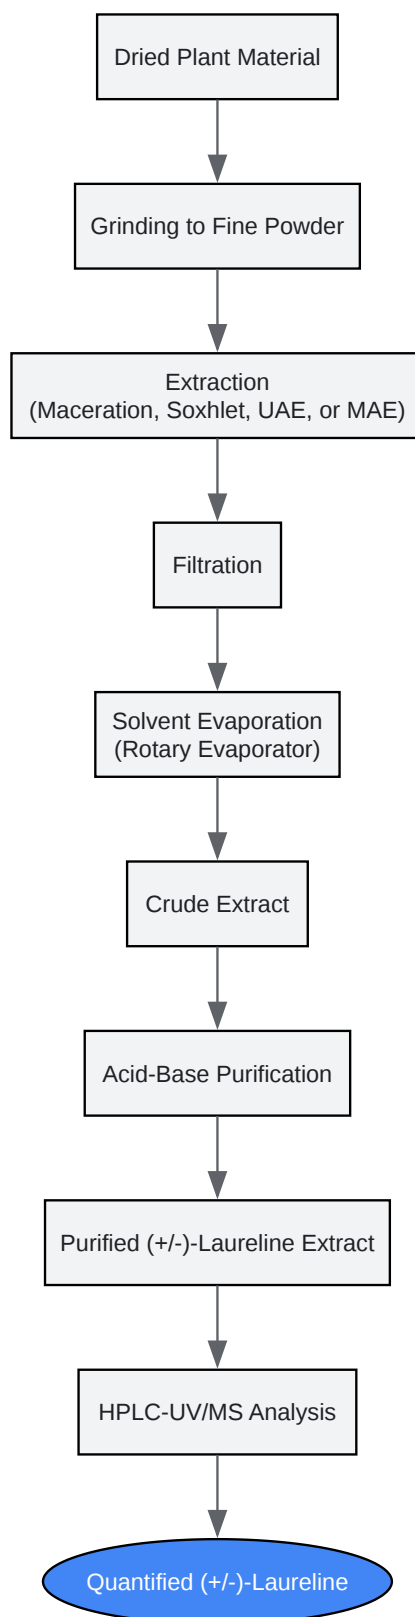 Dried Plant Material
Grinding to Fine Powder
Extraction
(Maceration, Soxhlet, UAE, or MAE)
Filtration
Solvent Evaporation
(Rotary Evaporator)
Crude Extract
Acid-Base Purification
Purified (+/-)-Laureline Extract
HPLC-UV/MS Analysis
Quantified (+/-)-Laureline